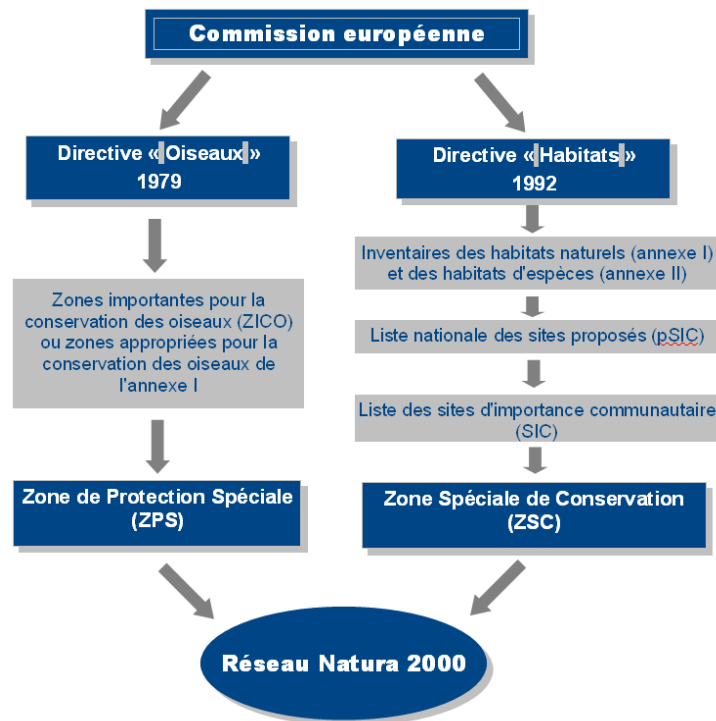 Commission européenne
Directive « Oiseaux »
1979
Directive « Habitats »
1992
Zones importantes pour la
conservation des oiseaux (ZICO)
ou zones appropriées pour la
conservation des oiseaux de
l'annexe I
Inventaires des habitats naturels (annexe I)
et des habitats d'espèces (annexe II)
Liste nationale des sites proposés (pSIC)
Liste des sites d'importance communautaire
(SIC)
Zone de Protection Spéciale
(ZPS)
Zone Spéciale de Conservation
(ZSC)
Réseau Natura 2000